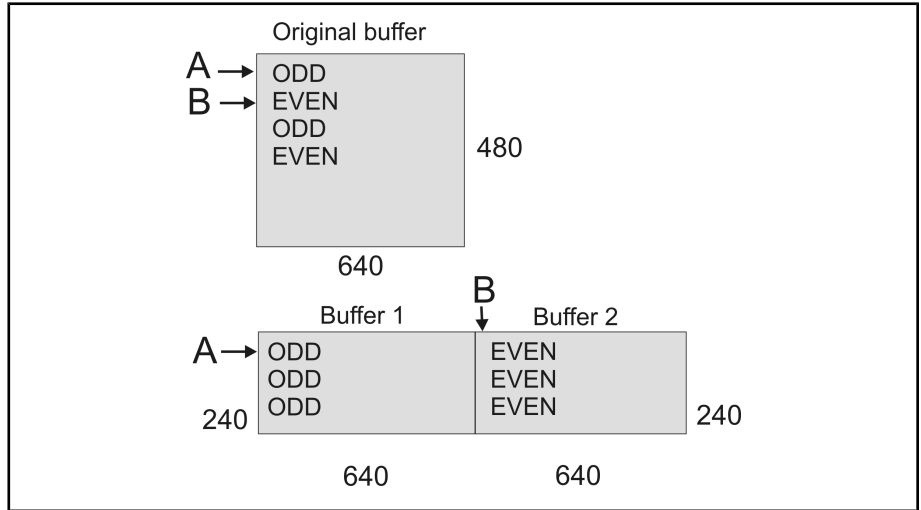 Original buffer
A ODD
B EVEN
ODD
480
EVEN
640
B
Buffer 1 Buffer 2
A ODD EVEN
ODD EVEN
ODD EVEN
240 240
640 640